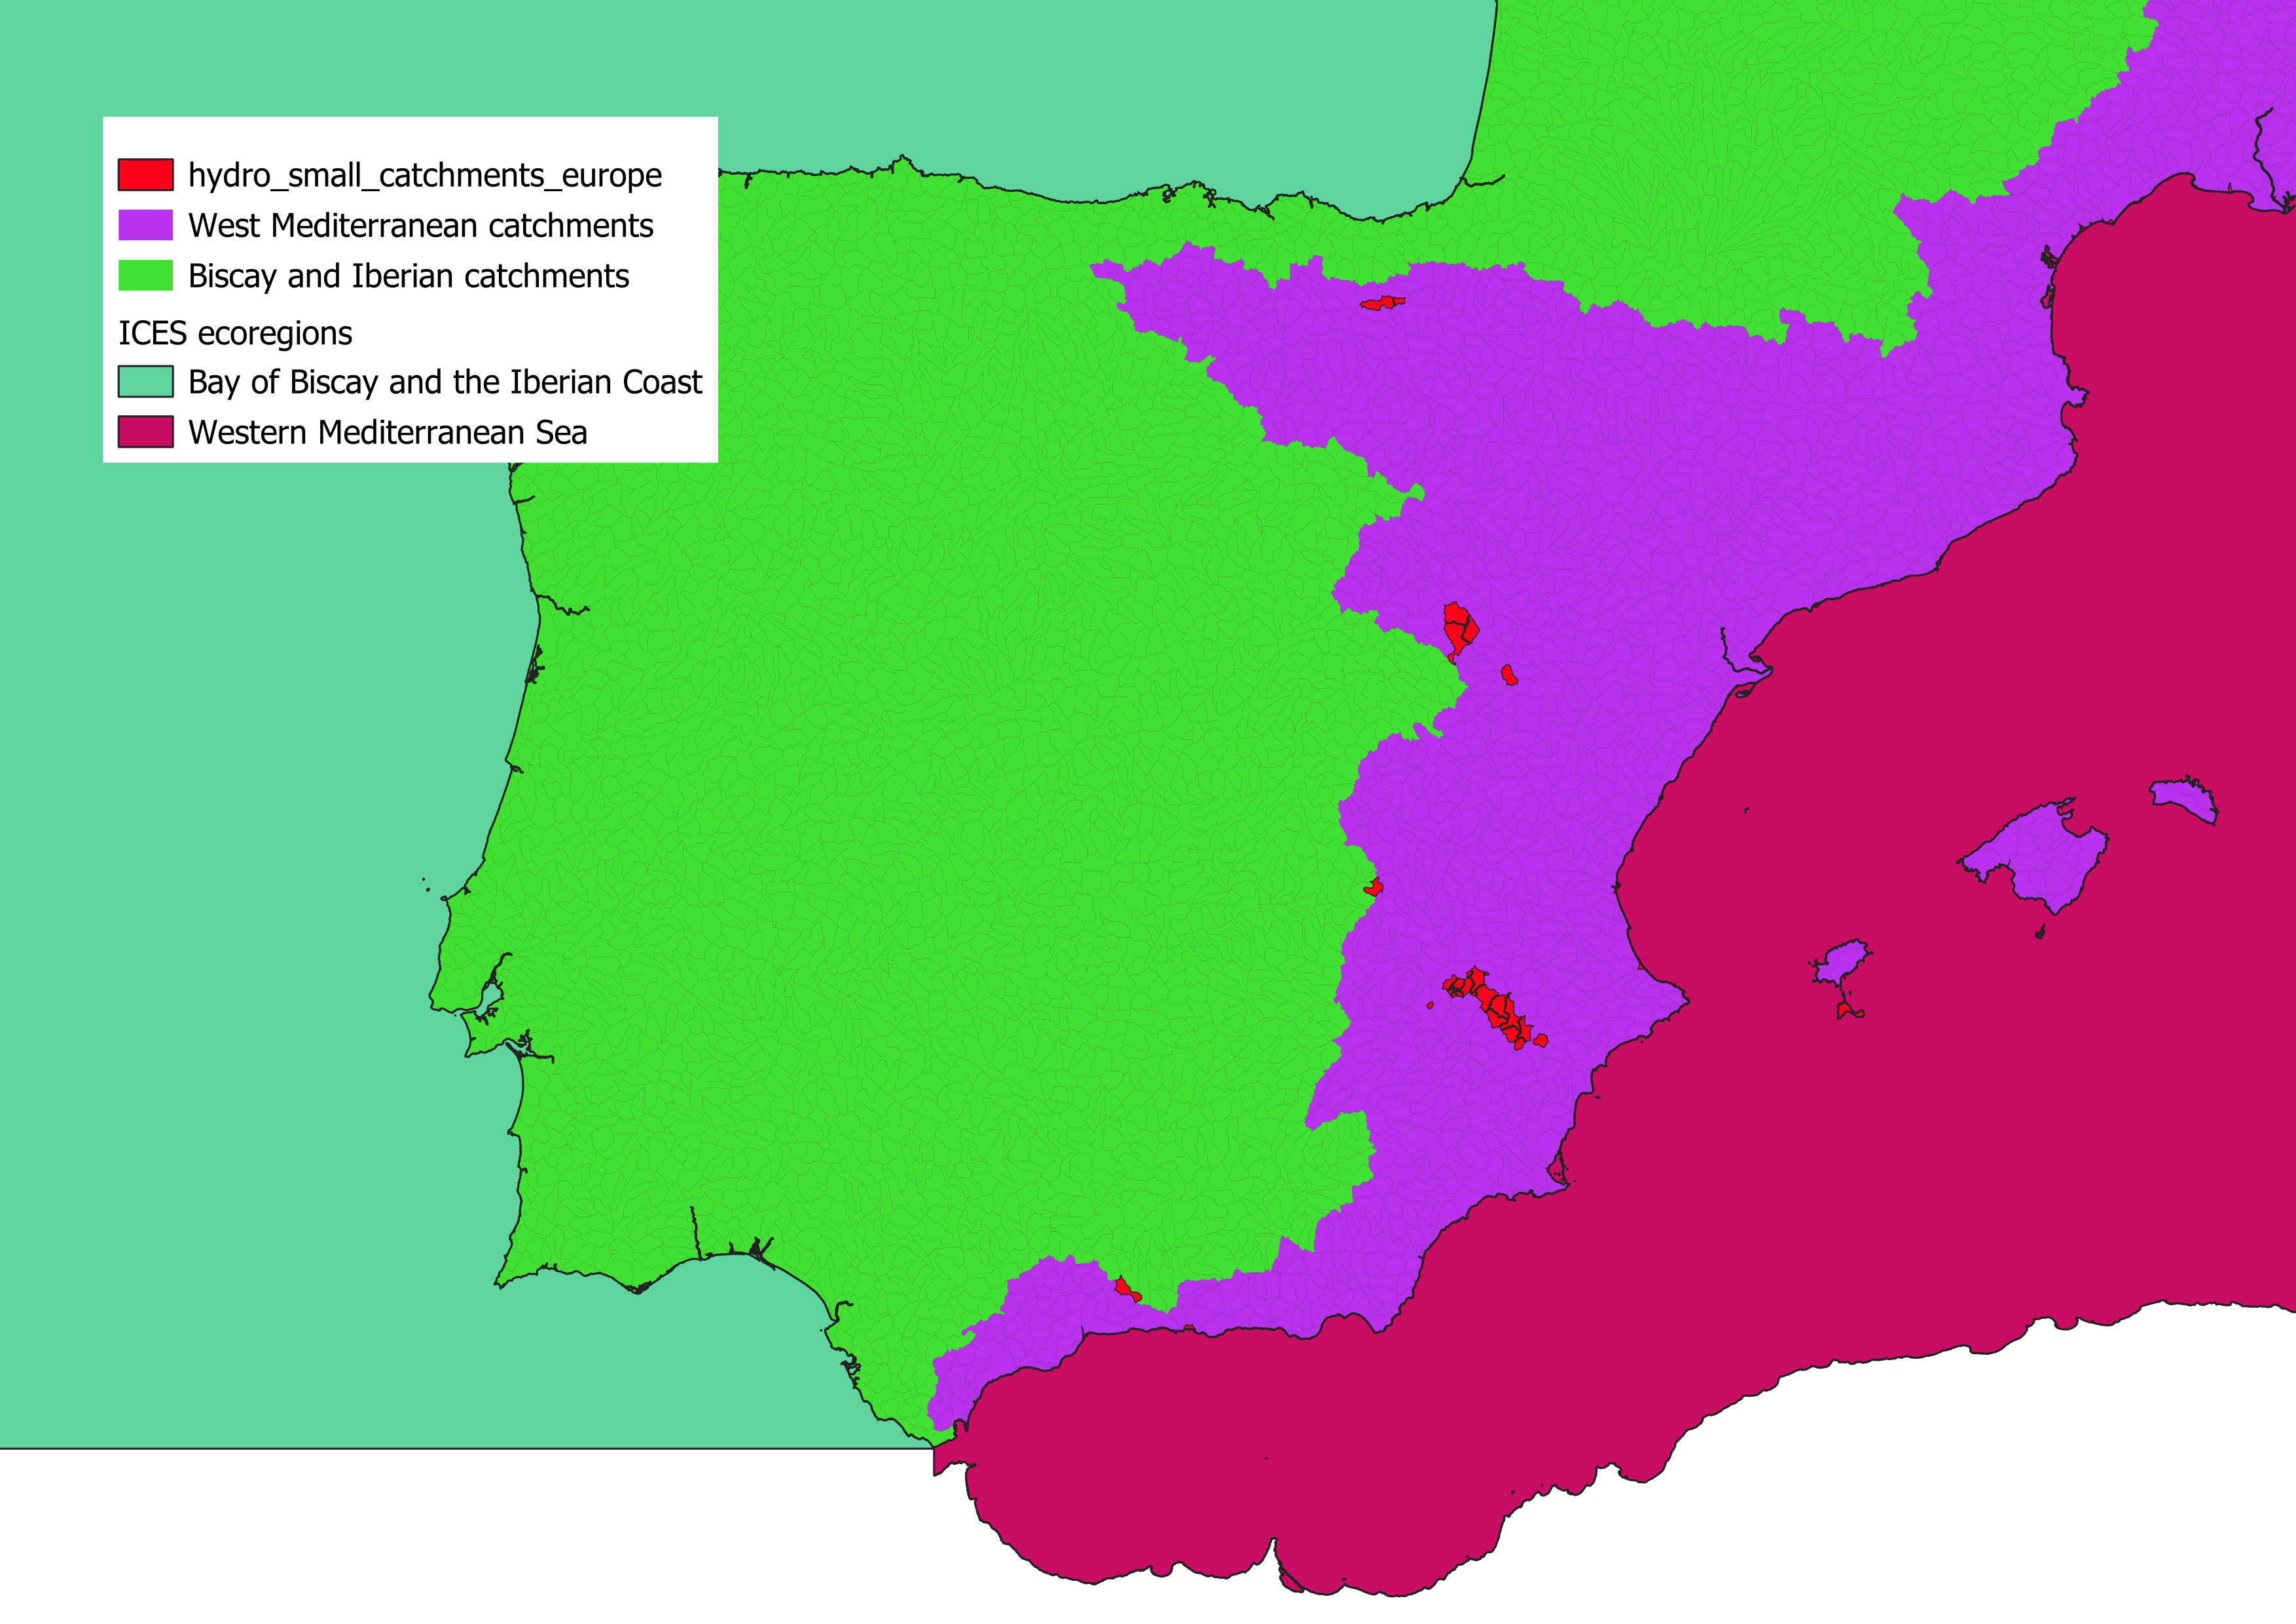 hydro_small_catchments_europe
West Mediterranean catchments
Biscay and Iberian catchments
ICES ecoregions
Bay of Biscay and the Iberian Coast
Western Mediterranean Sea